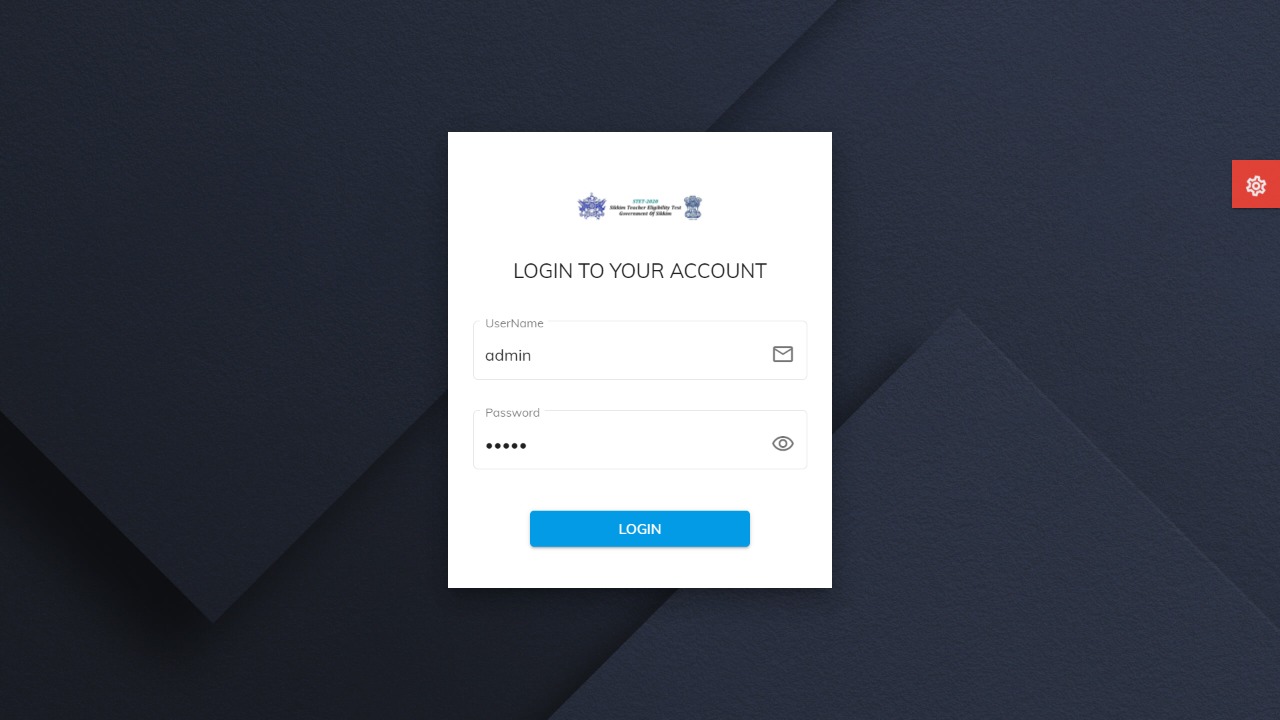 STET-2020
Sikkim Teacher Eligibility Test
Government Of Sikkim
LOGIN TO YOUR ACCOUNT
UserName
admin
Password
LOGIN